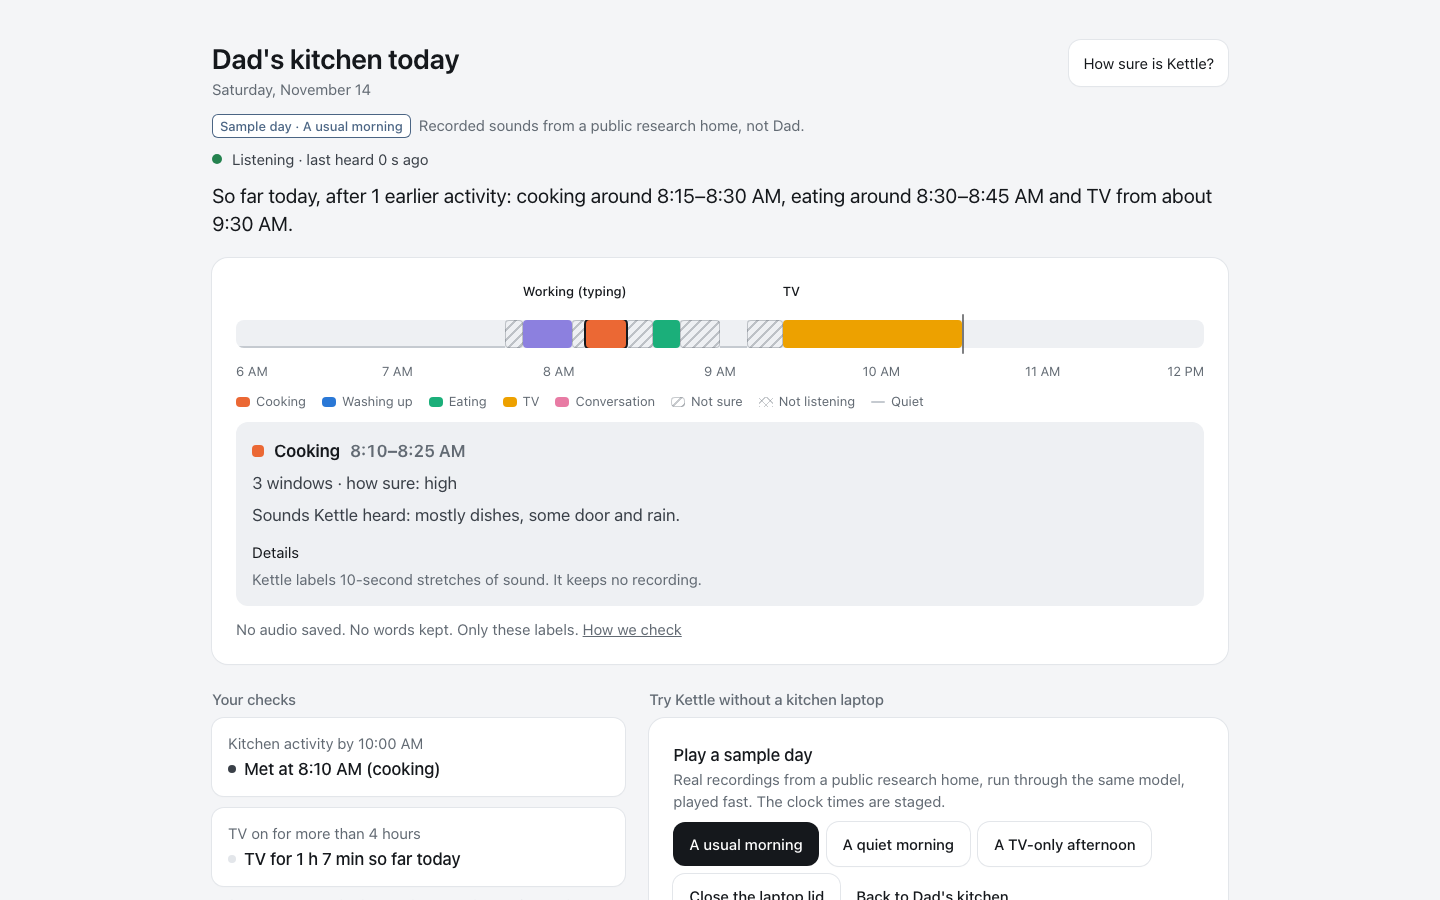 Dad's kitchen today
How sure is Kettle?
Saturday, November 14
Sample day · A usual morning
Recorded sounds from a public research home, not Dad.
Listening · last heard 0 s ago
So far today, after 1 earlier activity: cooking around 8:15–8:30 AM, eating around 8:30–8:45 AM and TV from about
9:30 AM.
Working (typing)
TV
6 AM
7 AM
8 AM
9 AM
10 AM
11 AM
12 PM
Cooking
Washing up
Eating
TV
Conversation
Not sure
Not listening
Quiet
Cooking 8:10–8:25 AM
3 windows · how sure: high
Sounds Kettle heard: mostly dishes, some door and rain.
Details
Kettle labels 10-second stretches of sound. It keeps no recording.
No audio saved. No words kept. Only these labels. How we check
Your checks
Kitchen activity by 10:00 AM
Met at 8:10 AM (cooking)
TV on for more than 4 hours
TV for 1 h 7 min so far today
Try Kettle without a kitchen laptop
Play a sample day
Real recordings from a public research home, run through the same model,
played fast. The clock times are staged.
A usual morning
A quiet morning
A TV-only afternoon
Close the laptop lid
Back to Dad's kitchen